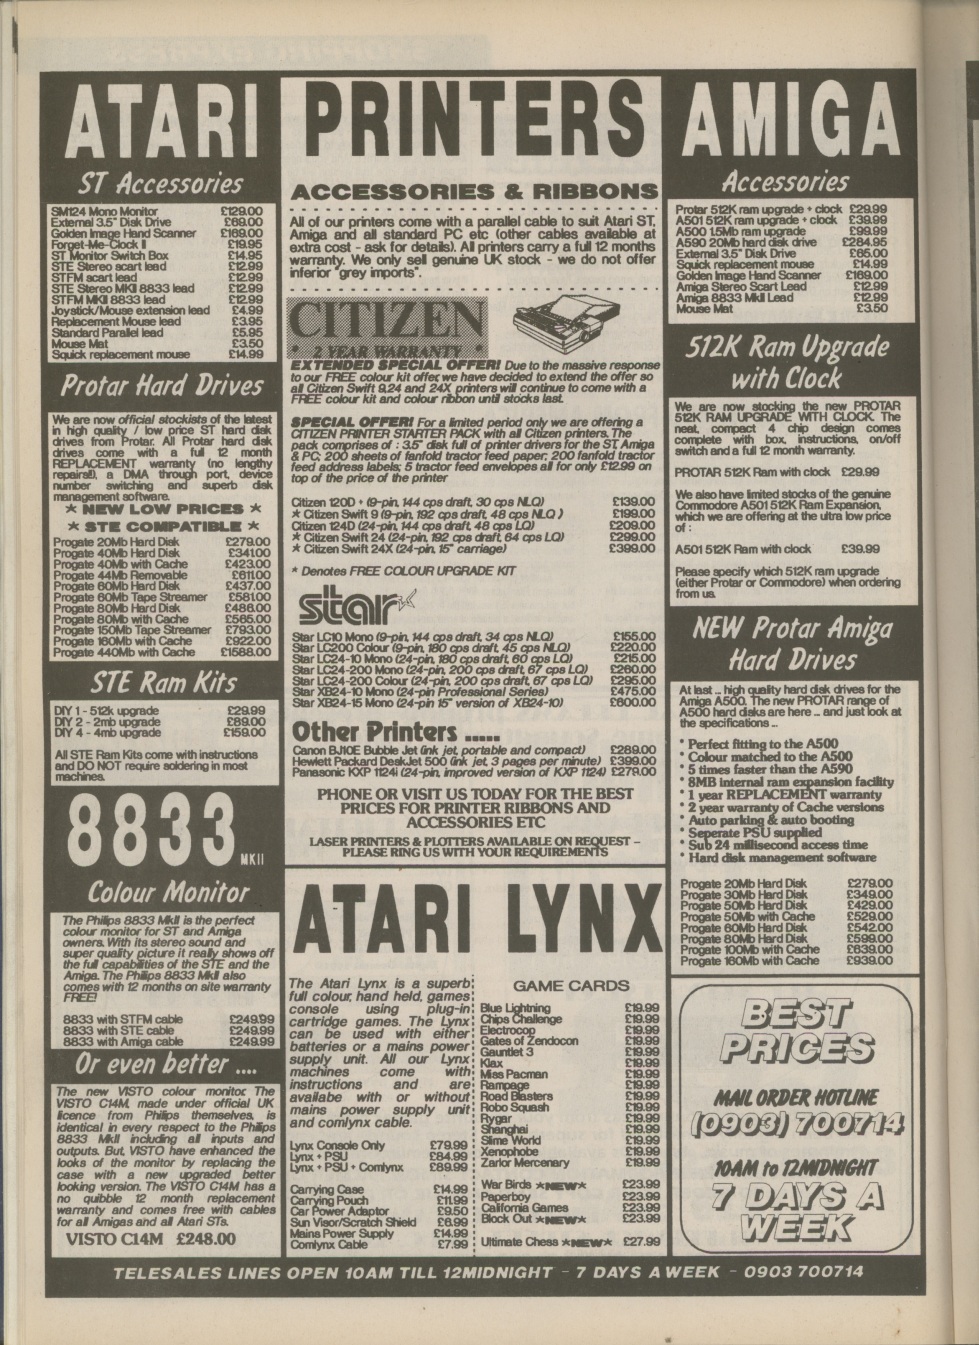 ATARI
ST Accessories
SM124 Mono Monitor £129.00
External 3.5" Disk Drive £69.00
Golden Image Hand Scanner £169.00
Forget-Me-Clock II £19.95
ST Monitor Switch Box £14.95
STE Stereo scart lead £12.99
STFM scart lead £12.99
STE Stereo MKII 8833 lead £12.99
STFM MKII 8833 lead £12.99
Joystick/Mouse extension lead £4.99
Replacement Mouse lead £3.95
Standard Parallel lead £5.95
Mouse Mat £3.50
Squick replacement mouse £14.99
Protar Hard Drives
We are now official stockists of the latest
in high quality / low price ST hard disk
drives from Protar. All Protar hard disk
drives come with a full 12 month
REPLACEMENT warranty (no lengthy
repairs!!), a DMA through port, device
number switching and superb disk
management software.
★ NEW LOW PRICES ★
★ STE COMPATIBLE ★
Progate 20Mb Hard Disk £279.00
Progate 40Mb Hard Disk £341.00
Progate 40Mb with Cache £423.00
Progate 44Mb Removable £611.00
Progate 60Mb Hard Disk £437.00
Progate 60Mb Tape Streamer £581.00
Progate 80Mb Hard Disk £486.00
Progate 80Mb with Cache £565.00
Progate 150Mb Tape Streamer £793.00
Progate 160Mb with Cache £922.00
Progate 440Mb with Cache £1588.00
STE Ram Kits
DIY 1 - 512k upgrade £29.99
DIY 2 - 2mb upgrade £89.00
DIY 4 - 4mb upgrade £159.00
All STE Ram Kits come with instructions
and DO NOT require soldering in most
machines.
8833 MKII
Colour Monitor
The Philips 8833 MkII is the perfect
colour monitor for ST and Amiga
owners. With its stereo sound and
super quality picture it really shows off
the full capabilities of the STE and the
Amiga. The Philips 8833 MkII also
comes with 12 months on site warranty
FREE!
8833 with STFM cable £249.99
8833 with STE cable £249.99
8833 with Amiga cable £249.99
Or even better ....
The new VISTO colour monitor. The
VISTO C14M, made under official UK
licence from Philips themselves, is
identical in every respect to the Philips
8833 MkII including all inputs and
outputs. But, VISTO have enhanced the
looks of the monitor by replacing the
case with a new upgraded better
looking version. The VISTO C14M has a
no quibble 12 month replacement
warranty and comes free with cables
for all Amigas and all Atari STs.
VISTO C14M £248.00
PRINTERS
ACCESSORIES & RIBBONS
All of our printers come with a parallel cable to suit Atari ST,
Amiga and all standard PC etc (other cables available at
extra cost - ask for details). All printers carry a full 12 months
warranty. We only sell genuine UK stock - we do not offer
inferior "grey imports".
CITIZEN
* 2 YEAR WARRANTY *
EXTENDED SPECIAL OFFER! Due to the massive response
to our FREE colour kit offer, we have decided to extend the offer so
all Citizen Swift 9,24 and 24X printers will continue to come with a
FREE colour kit and colour ribbon until stocks last.
SPECIAL OFFER! For a limited period only we are offering a
CITIZEN PRINTER STARTER PACK with all Citizen printers. The
pack comprises of : 3.5" disk full of printer drivers for the ST Amiga
& PC; 200 sheets of fanfold tractor feed paper; 200 fanfold tractor
feed address labels; 5 tractor feed envelopes all for only £12.99 on
top of the price of the printer
Citizen 120D + (9-pin, 144 cps draft, 30 cps NLQ) £139.00
★ Citizen Swift 9 (9-pin, 192 cps draft, 48 cps NLQ ) £199.00
Citizen 124D (24-pin, 144 cps draft, 48 cps LQ) £209.00
★ Citizen Swift 24 (24-pin, 192 cps draft, 64 cps LQ) £299.00
★ Citizen Swift 24X (24-pin, 15" carriage) £399.00
* Denotes FREE COLOUR UPGRADE KIT
star
Star LC10 Mono (9-pin, 144 cps draft, 34 cps NLQ) £155.00
Star LC200 Colour (9-pin, 180 cps draft, 45 cps NLQ) £220.00
Star LC24-10 Mono (24-pin, 180 cps draft, 60 cps LQ) £215.00
Star LC24-200 Mono (24-pin, 200 cps draft, 67 cps LQ) £260.00
Star LC24-200 Colour (24-pin, 200 cps draft, 67 cps LQ) £295.00
Star XB24-10 Mono (24-pin Professional Series) £475.00
Star XB24-15 Mono (24-pin 15" version of XB24-10) £600.00
Other Printers .....
Canon BJ10E Bubble Jet (ink jet, portable and compact) £289.00
Hewlett Packard DeskJet 500 (ink jet, 3 pages per minute) £399.00
Panasonic KXP 1124i (24-pin, improved version of KXP 1124) £279.00
PHONE OR VISIT US TODAY FOR THE BEST
PRICES FOR PRINTER RIBBONS AND
ACCESSORIES ETC
LASER PRINTERS & PLOTTERS AVAILABLE ON REQUEST –
PLEASE RING US WITH YOUR REQUIREMENTS
ATARI LYNX
The Atari Lynx is a superb
full colour, hand held, games
console using plug-in
cartridge games. The Lynx
can be used with either
batteries or a mains power
supply unit. All our Lynx
machines come with
instructions and are
availabe with or without
mains power supply unit
and comlynx cable.
Lynx Console Only £79.99
Lynx + PSU £84.99
Lynx + PSU + Comlynx £89.99
Carrying Case £14.99
Carrying Pouch £11.99
Car Power Adaptor £9.50
Sun Visor/Scratch Shield £6.99
Mains Power Supply £14.99
Comlynx Cable £7.99
GAME CARDS
Blue Lightning £19.99
Chips Challenge £19.99
Electrocop £19.99
Gates of Zendocon £19.99
Gauntlet 3 £19.99
Klax £19.99
Miss Pacman £19.99
Rampage £19.99
Road Blasters £19.99
Robo Squash £19.99
Rygar £19.99
Shanghai £19.99
Slime World £19.99
Xenophobe £19.99
Zarlor Mercenary £19.99
War Birds ★NEW★ £23.99
Paperboy £23.99
California Games £23.99
Block Out ★NEW★ £23.99
Ultimate Chess ★NEW★ £27.99
AMIGA
Accessories
Protar 512K ram upgrade + clock £29.99
A501 512K ram upgrade + clock £39.99
A500 1.5Mb ram upgrade £99.99
A590 20Mb hard disk drive £284.95
External 3.5" Disk Drive £65.00
Squick replacement mouse £14.99
Golden Image Hand Scanner £169.00
Amiga Stereo Scart Lead £12.99
Amiga 8833 MkII Lead £12.99
Mouse Mat £3.50
512K Ram Upgrade
with Clock
We are now stocking the new PROTAR
512K RAM UPGRADE WITH CLOCK. The
neat, compact 4 chip design comes
complete with box, instructions, on/off
switch and a full 12 month warranty.
PROTAR 512K Ram with clock £29.99
We also have limited stocks of the genuine
Commodore A501 512K Ram Expansion,
which we are offering at the ultra low price
of :
A501 512K Ram with clock £39.99
Please specify which 512K ram upgrade
(either Protar or Commodore) when ordering
from us.
NEW Protar Amiga
Hard Drives
At last ... high quality hard disk drives for the
Amiga A500. The new PROTAR range of
A500 hard disks are here ... and just look at
the specifications ...
* Perfect fitting to the A500
* Colour matched to the A500
* 5 times faster than the A590
* 8MB internal ram expansion facility
* 1 year REPLACEMENT warranty
* 2 year warranty of Cache versions
* Auto parking & auto booting
* Seperate PSU supplied
* Sub 24 millisecond access time
* Hard disk management software
Progate 20Mb Hard Disk £279.00
Progate 30Mb Hard Disk £349.00
Progate 50Mb Hard Disk £429.00
Progate 50Mb with Cache £529.00
Progate 60Mb Hard Disk £542.00
Progate 80Mb Hard Disk £599.00
Progate 100Mb with Cache £639.00
Progate 160Mb with Cache £939.00
BEST
PRICES
MAIL ORDER HOTLINE
(0903) 700714
10AM to 12MIDNIGHT
7 DAYS A
WEEK
TELESALES LINES OPEN 10AM TILL 12MIDNIGHT – 7 DAYS A WEEK – 0903 700714